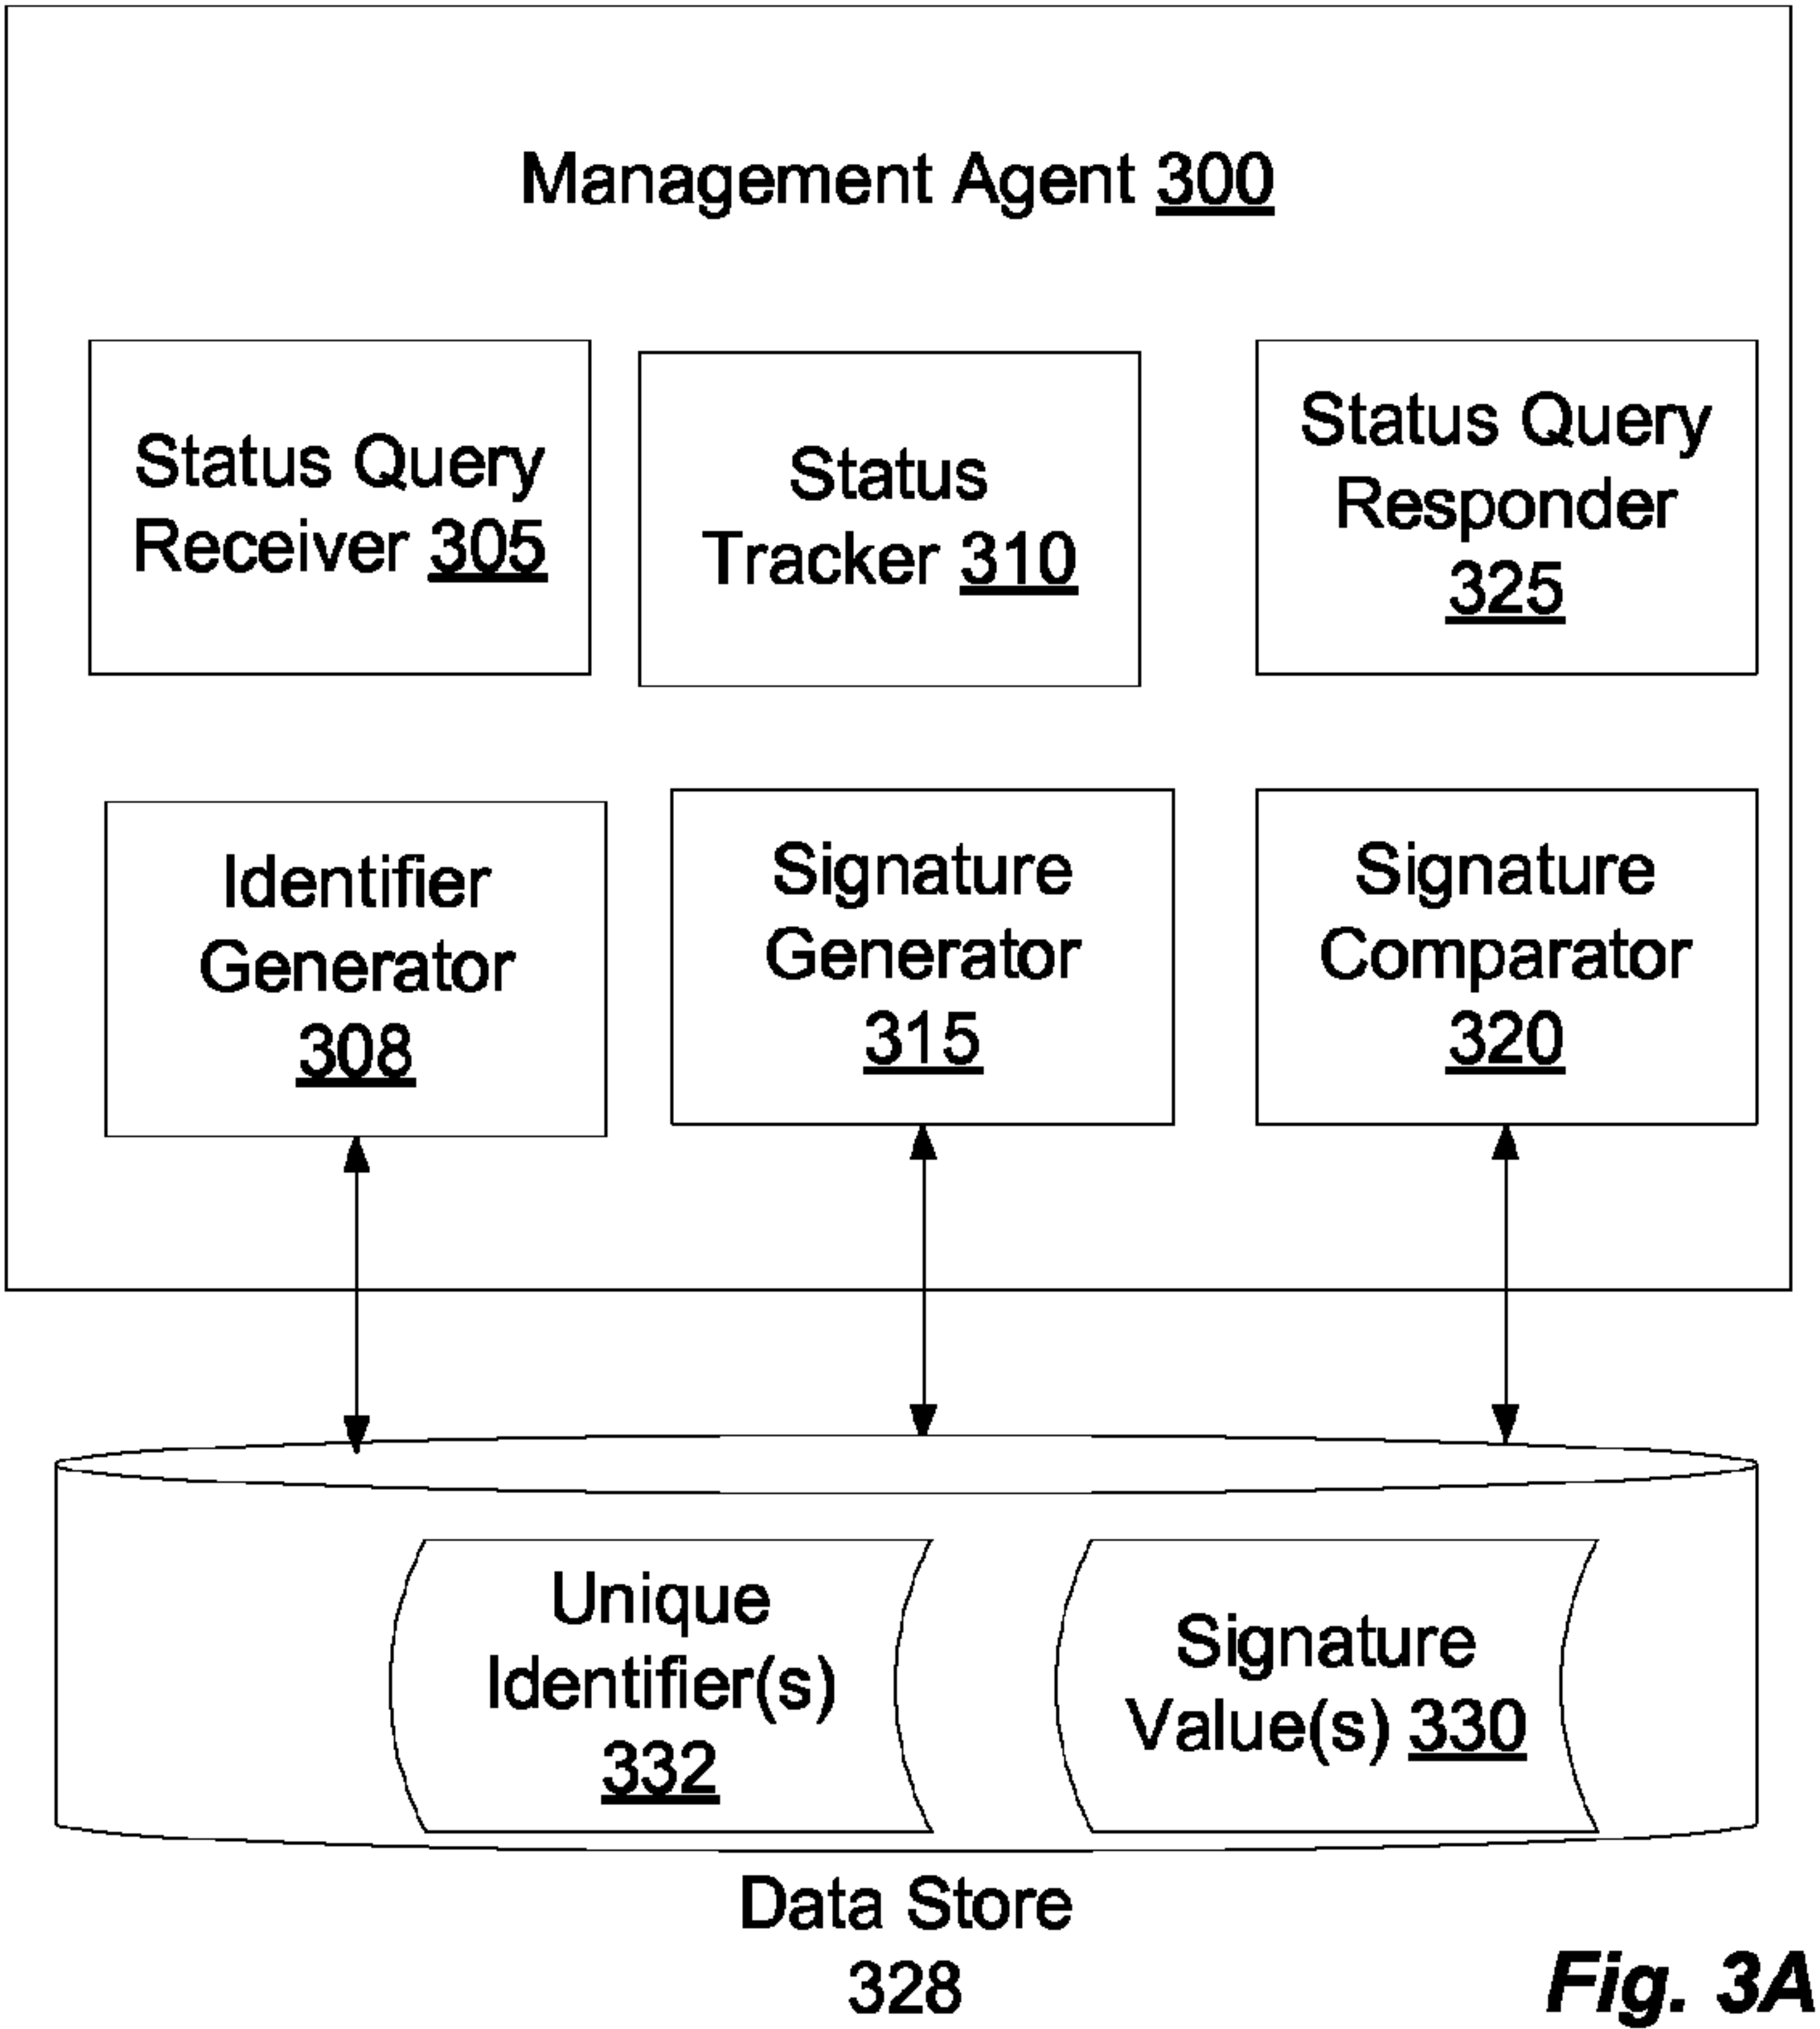 Management Agent 300
Status Query
Receiver 305
Status
Tracker 310
Status Query
Responder
325
Identifier
Generator
308
Signature
Generator
315
Signature
Comparator
320
Unique
Identifier(s)
332
Signature
Value(s) 330
Data Store
328
Fig. 3A